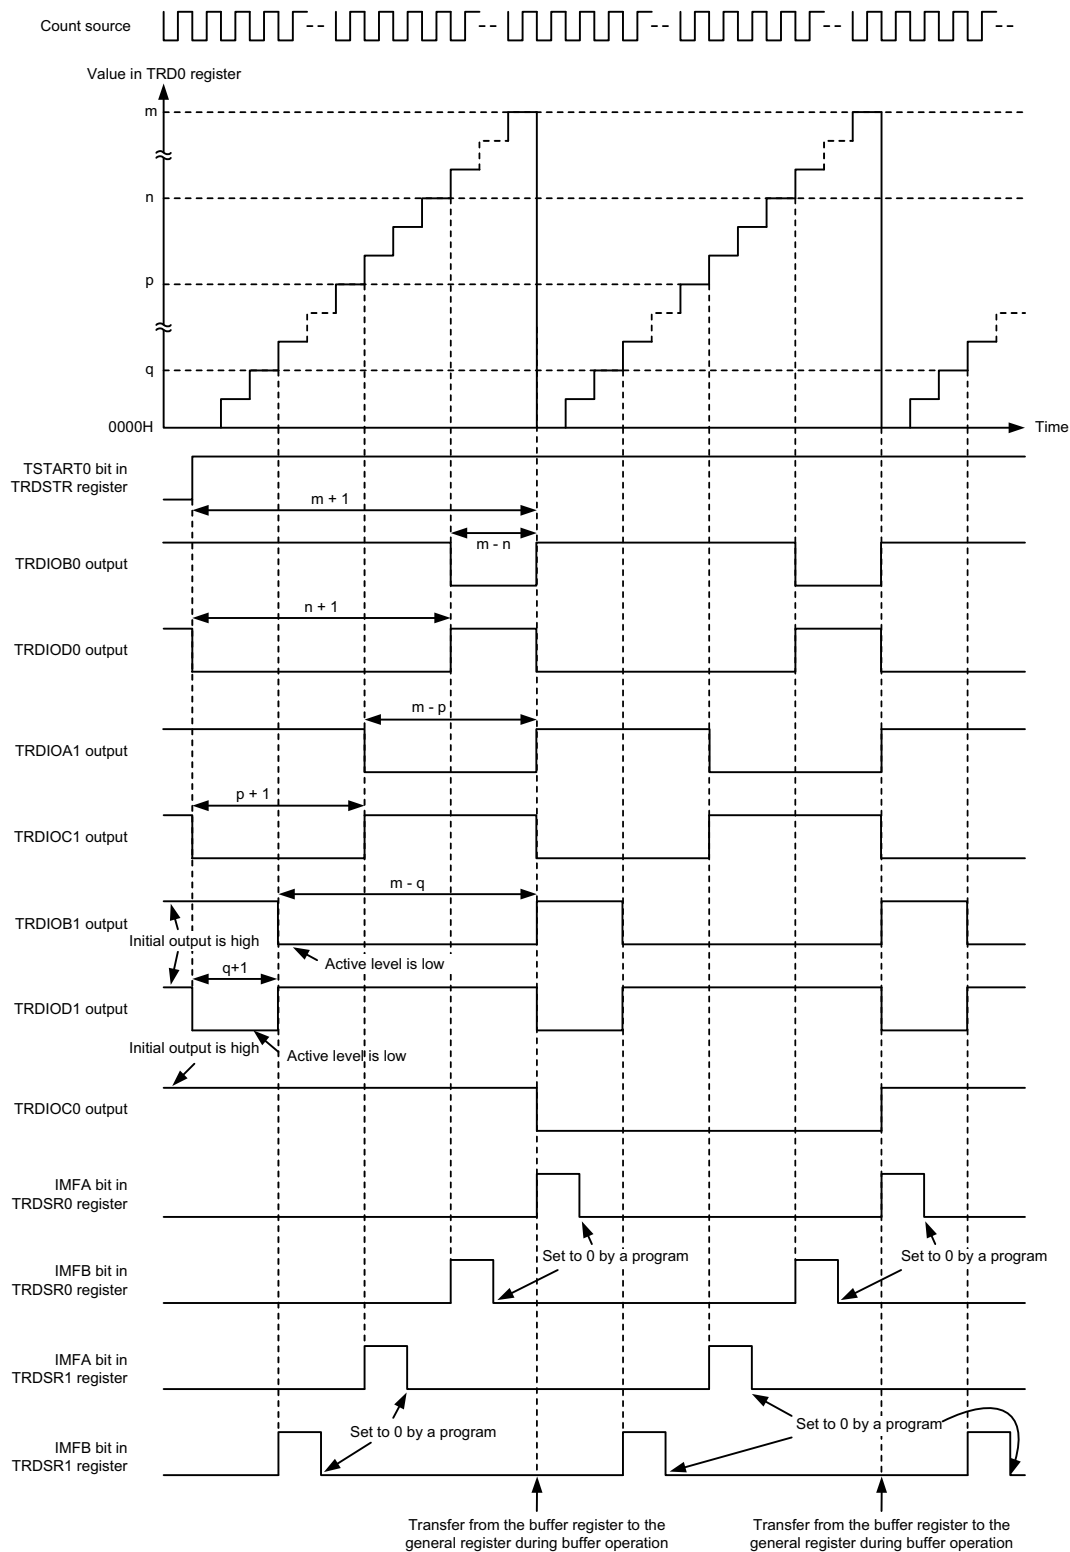 Count source
Value in TRD0 register
m
n
p
q
0000H
Time
TSTART0 bit in
TRDSTR register
m + 1
m - n
TRDIOB0 output
n + 1
TRDIOD0 output
m - p
TRDIOA1 output
p + 1
TRDIOC1 output
m - q
TRDIOB1 output
Initial output is high
Active level is low
q+1
TRDIOD1 output
Initial output is high
Active level is low
TRDIOC0 output
IMFA bit in
TRDSR0 register
Set to 0 by a program
Set to 0 by a program
IMFB bit in
TRDSR0 register
IMFA bit in
TRDSR1 register
Set to 0 by a program
Set to 0 by a program
IMFB bit in
TRDSR1 register
Transfer from the buffer register to the
general register during buffer operation
Transfer from the buffer register to the
general register during buffer operation